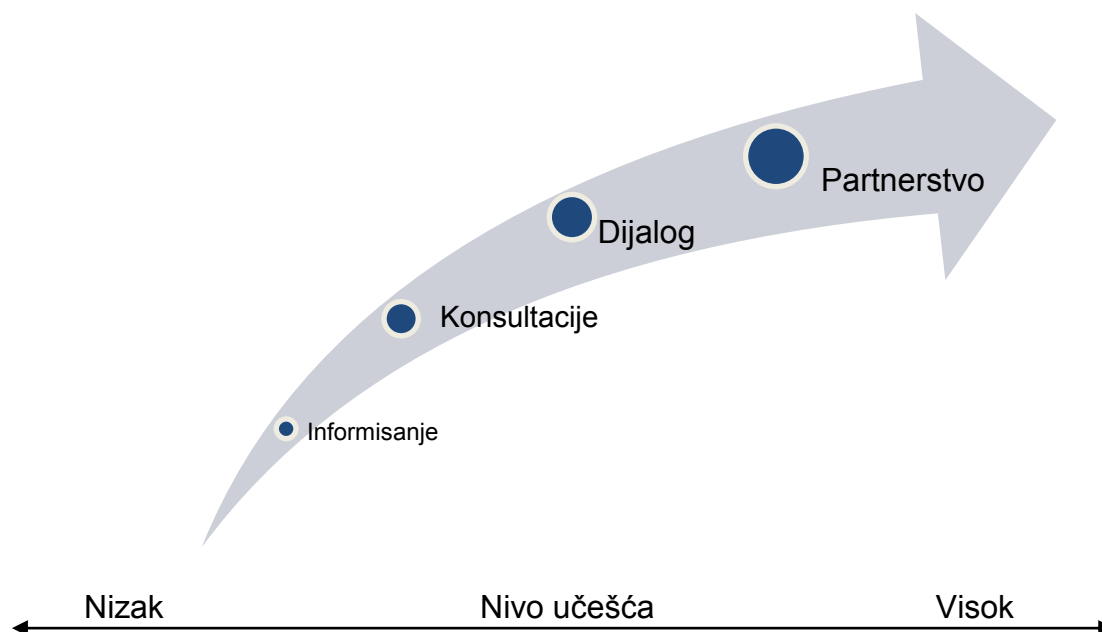 Partnerstvo
Dijalog
Konsultacije
Informisanje
Nizak Nivo učešća Visok